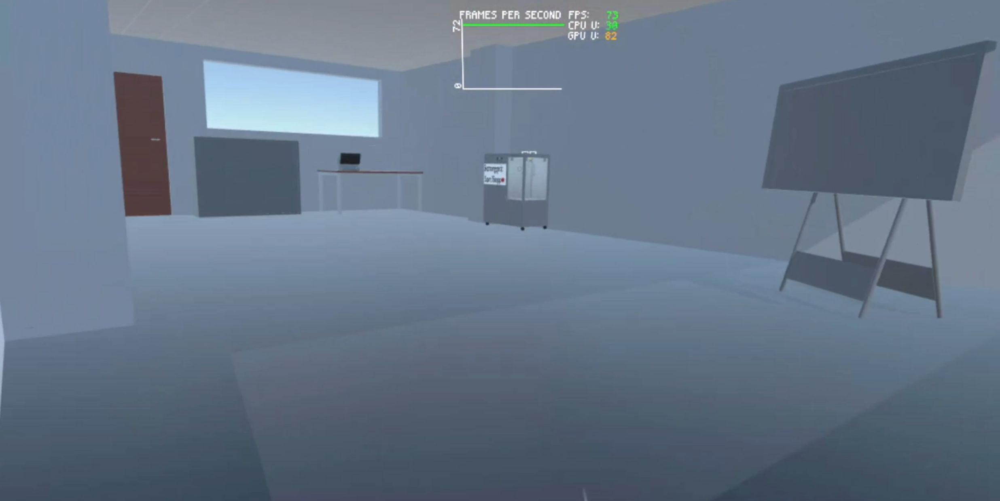 FRAMES PER SECOND FPS: 73
72
CPU U: 30
GPU U: 82
0